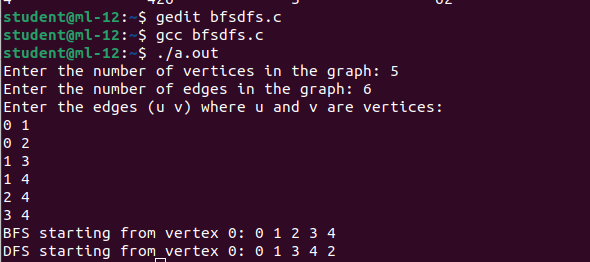 student@ml-12:~$ gedit bfsdfs.c
student@ml-12:~$ gcc bfsdfs.c
student@ml-12:~$ ./a.out
Enter the number of vertices in the graph: 5
Enter the number of edges in the graph: 6
Enter the edges (u v) where u and v are vertices:
0 1
0 2
1 3
1 4
2 4
3 4
BFS starting from vertex 0: 0 1 2 3 4
DFS starting from vertex 0: 0 1 3 4 2